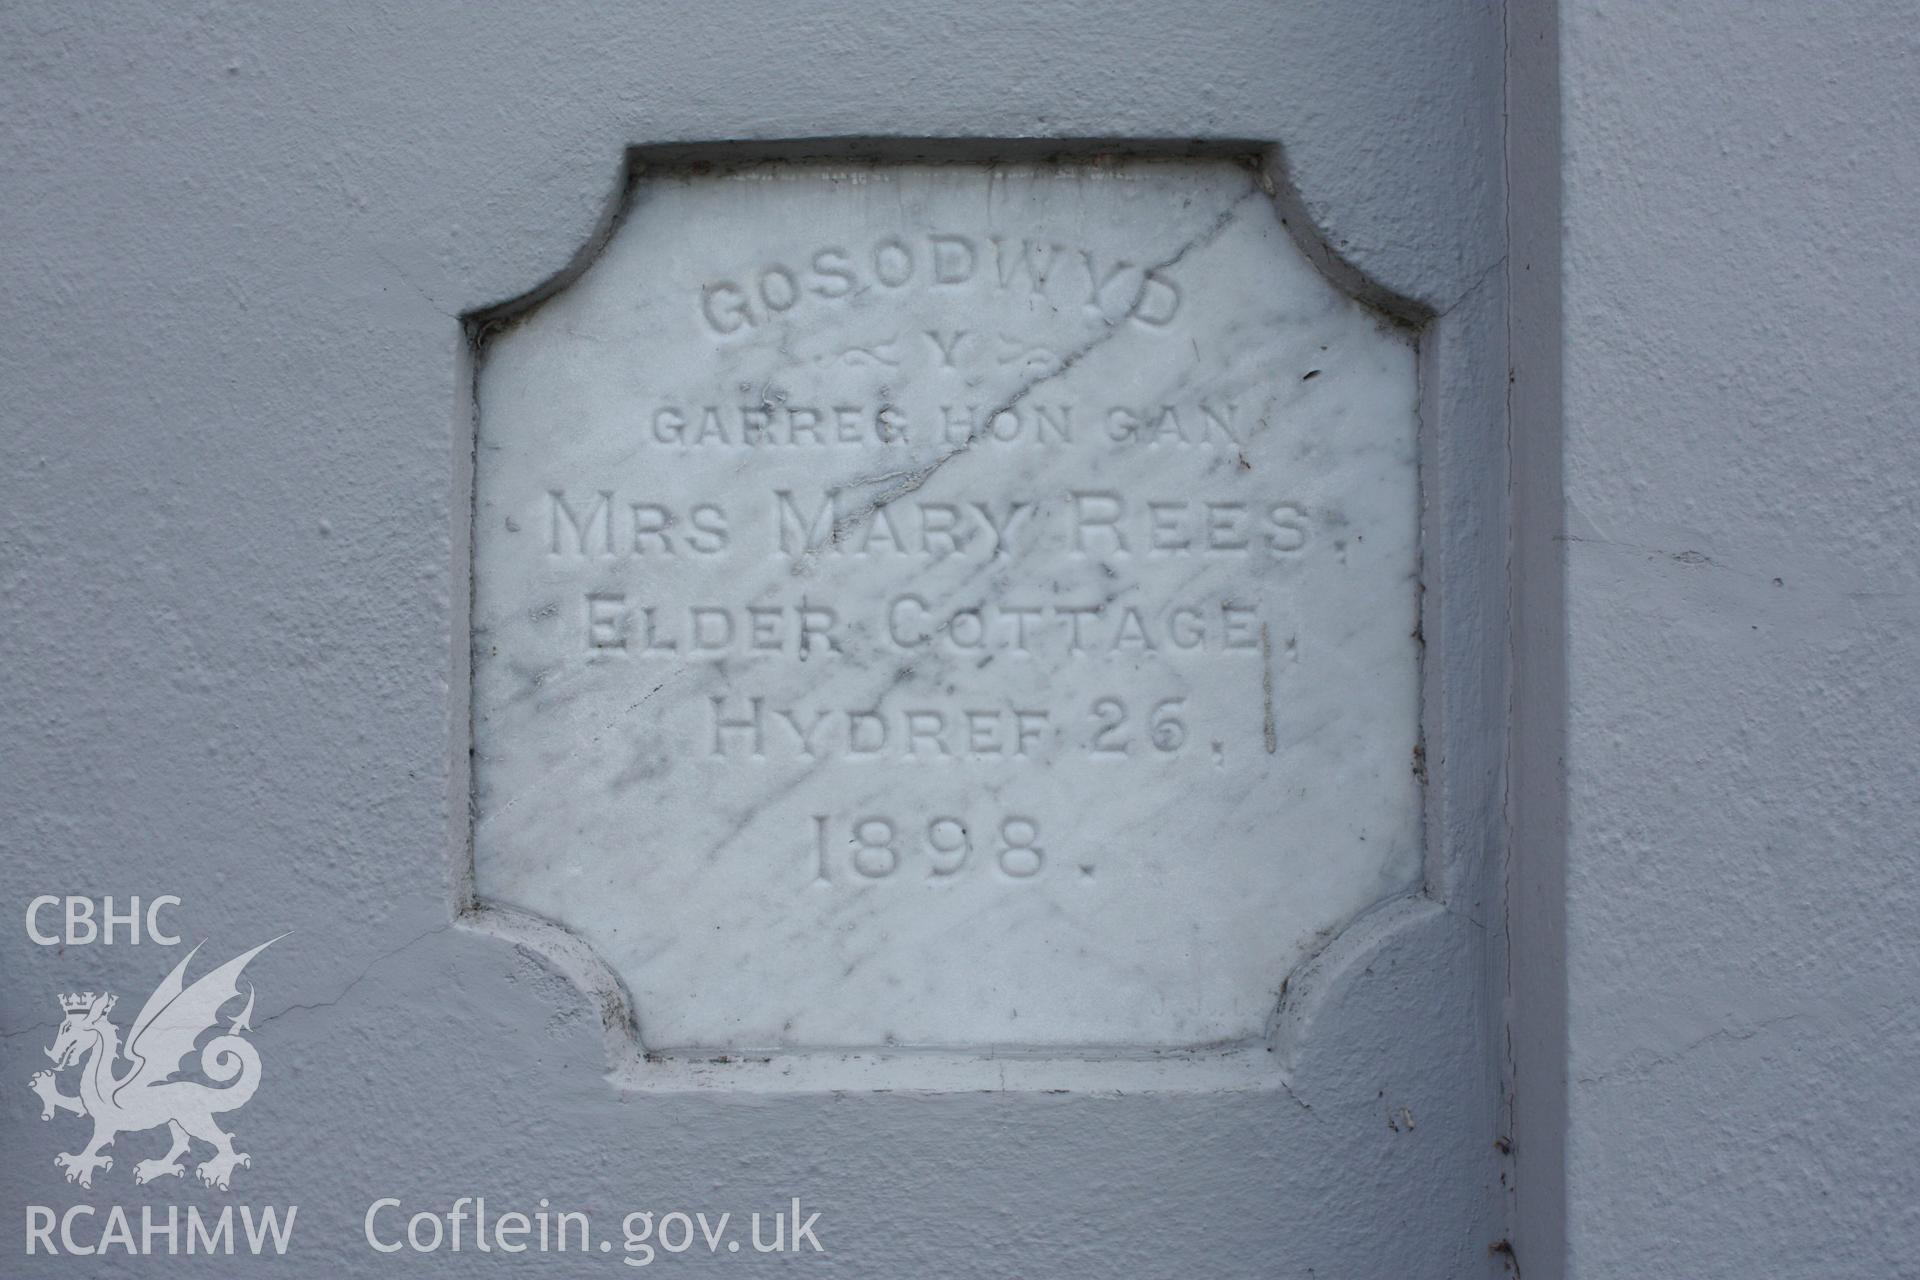 GOSODWYD
Y
GARREG HON GAN
MRS MARY REES,
ELDER COTTAGE,
HYDREF 26,
1898.
CBHC
RCAHMW
Coflein.gov.uk